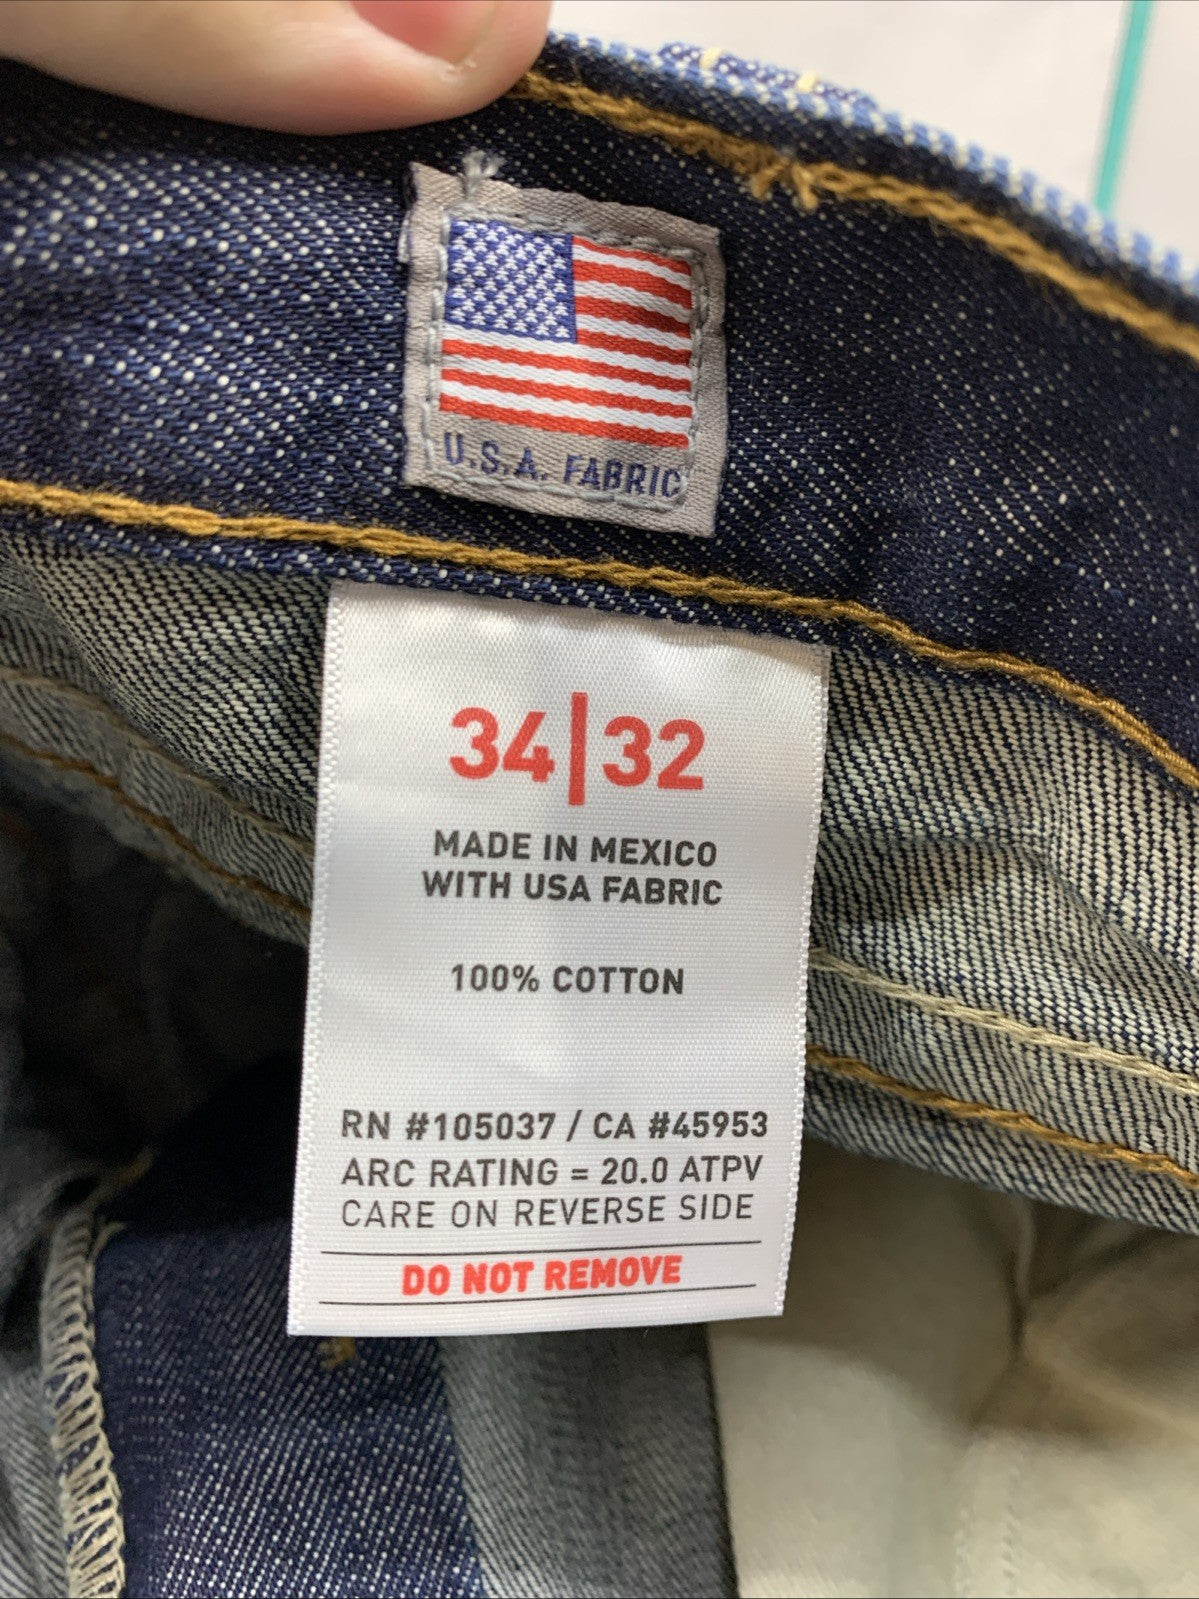 U.S.A. FABRIC
34|32
MADE IN MEXICO
WITH USA FABRIC
100% COTTON
RN #105037 / CA #45953
ARC RATING = 20.0 ATPV
CARE ON REVERSE SIDE
DO NOT REMOVE